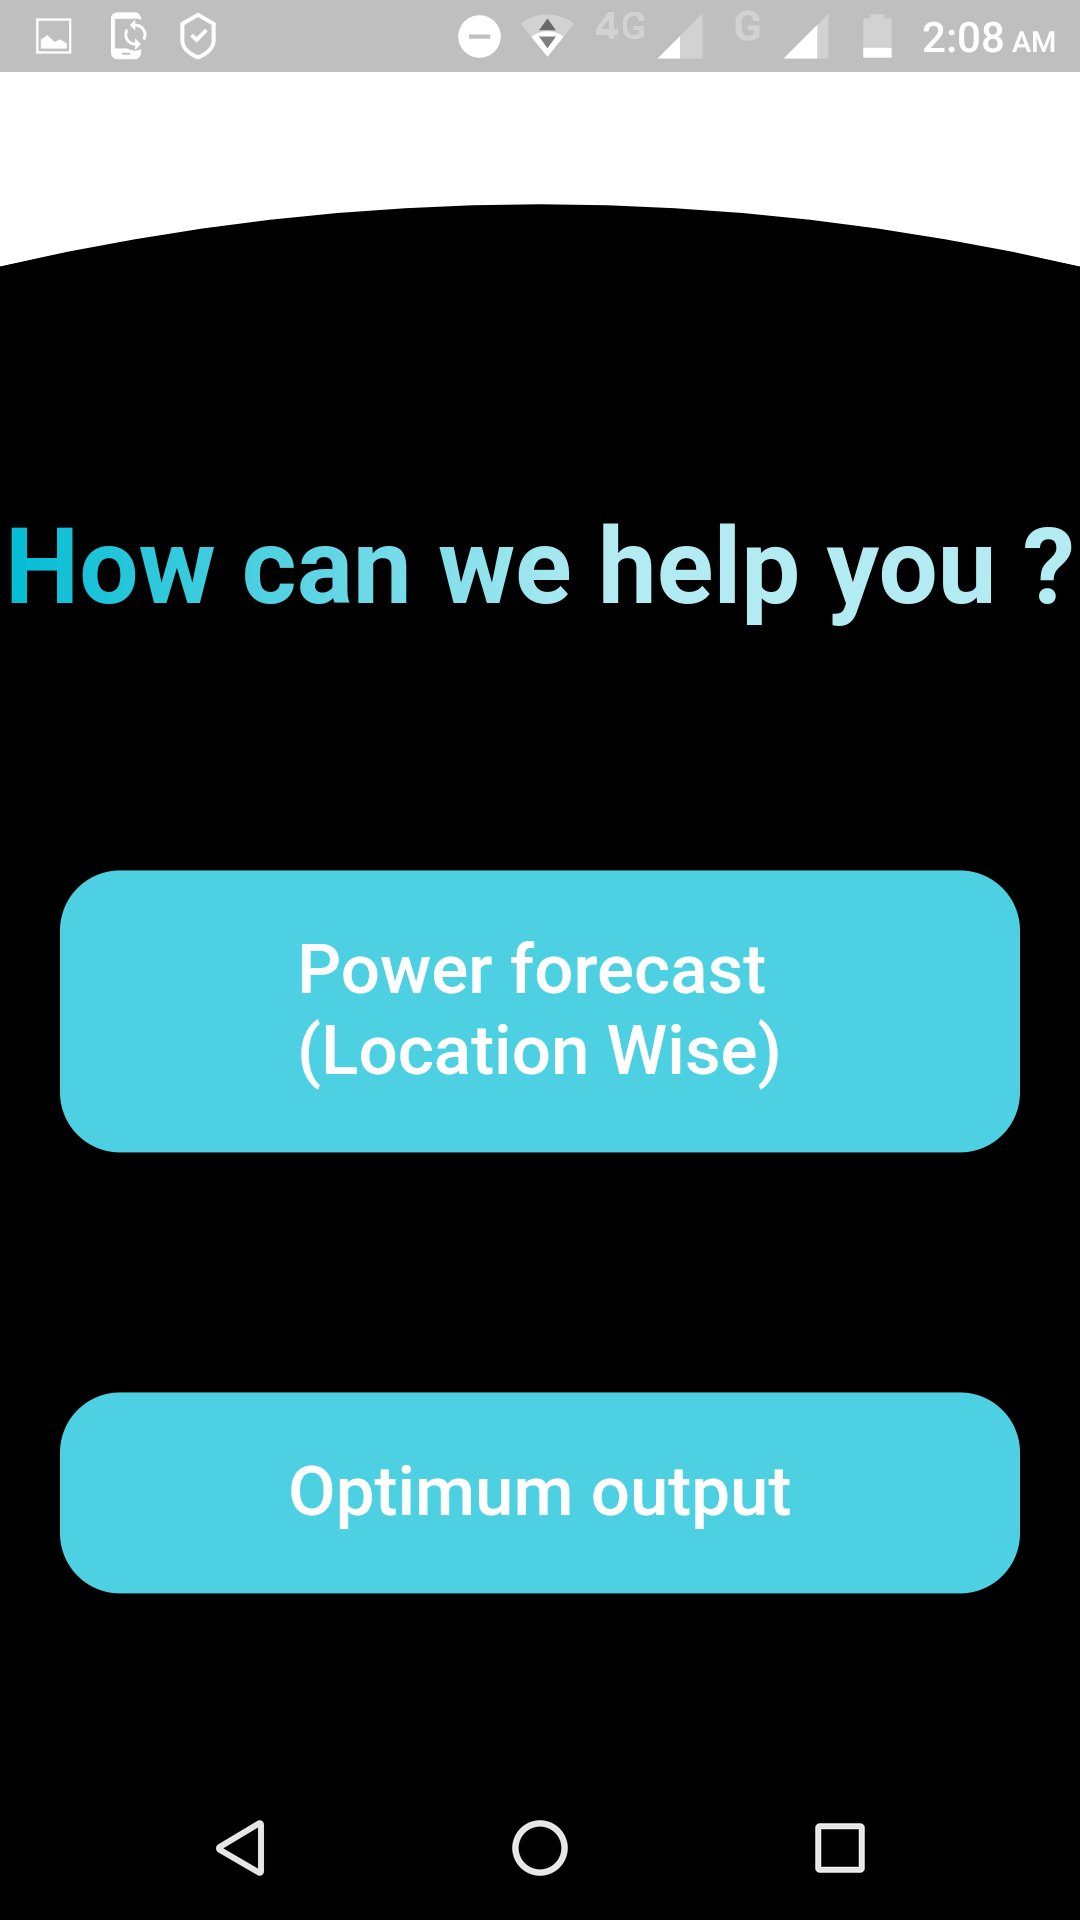 4G G 2:08 AM
How can we help you ?
Power forecast
(Location Wise)
Optimum output